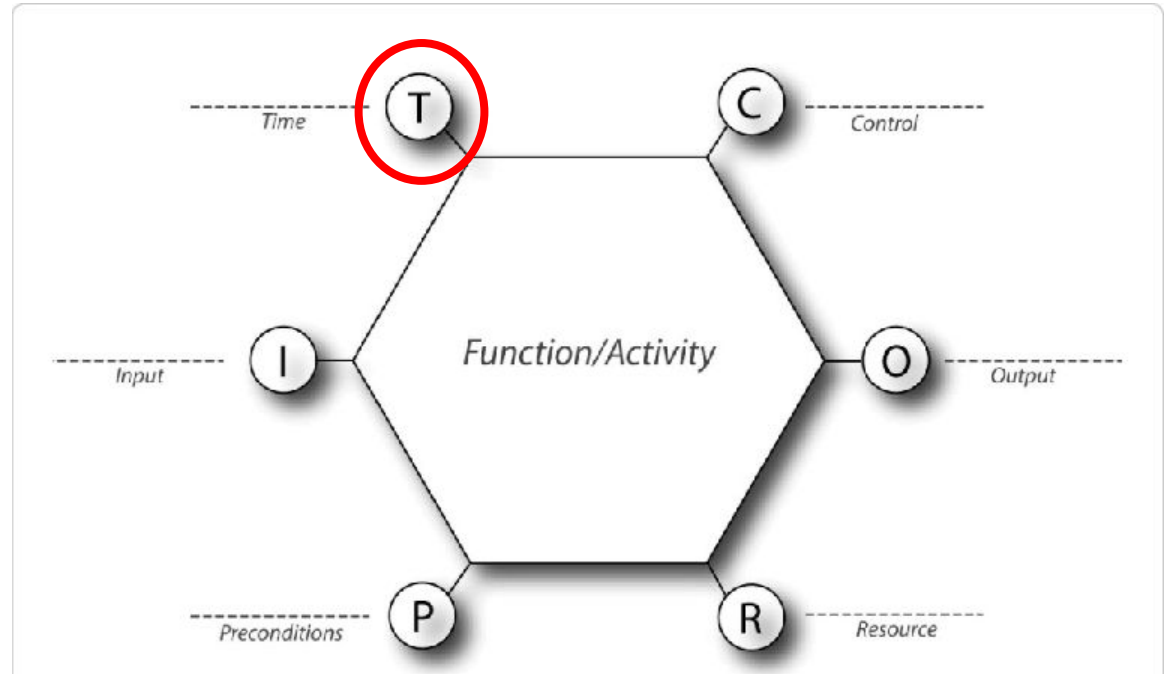 T
C
Time
Control
I
Function/Activity
O
Input
Output
P
R
Preconditions
Resource